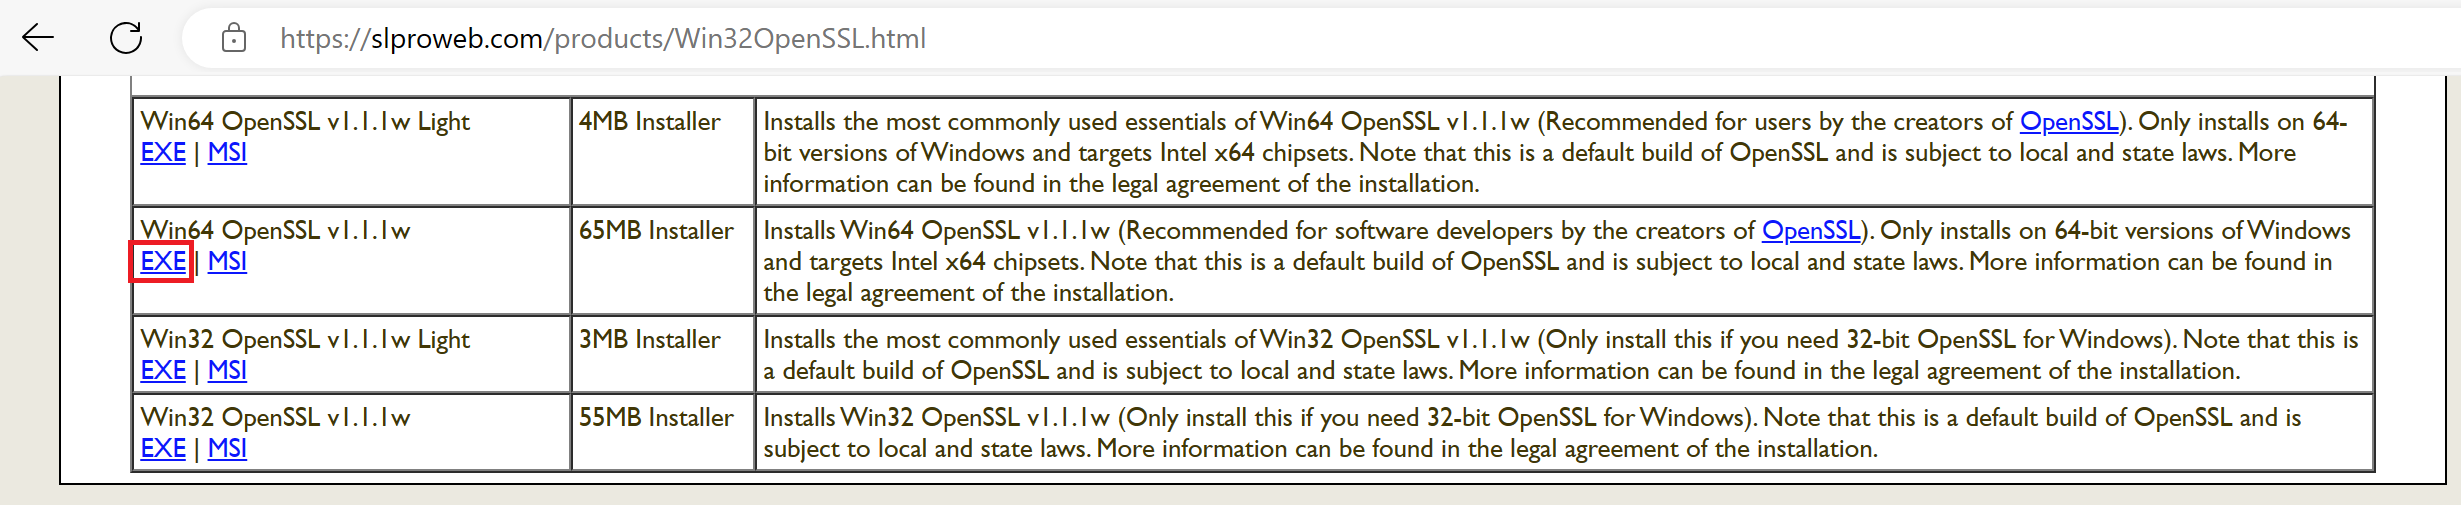 https://slproweb.com/products/Win32OpenSSL.html
Win64 OpenSSL v1.1.1w Light
EXE | MSI
4MB Installer
Installs the most commonly used essentials of Win64 OpenSSL v1.1.1w (Recommended for users by the creators of OpenSSL). Only installs on 64-
bit versions of Windows and targets Intel x64 chipsets. Note that this is a default build of OpenSSL and is subject to local and state laws. More
information can be found in the legal agreement of the installation.
Win64 OpenSSL v1.1.1w
EXE | MSI
65MB Installer
Installs Win64 OpenSSL v1.1.1w (Recommended for software developers by the creators of OpenSSL). Only installs on 64-bit versions of Windows
and targets Intel x64 chipsets. Note that this is a default build of OpenSSL and is subject to local and state laws. More information can be found in
the legal agreement of the installation.
Win32 OpenSSL v1.1.1w Light
EXE | MSI
3MB Installer
Installs the most commonly used essentials of Win32 OpenSSL v1.1.1w (Only install this if you need 32-bit OpenSSL for Windows). Note that this is
a default build of OpenSSL and is subject to local and state laws. More information can be found in the legal agreement of the installation.
Win32 OpenSSL v1.1.1w
EXE | MSI
55MB Installer
Installs Win32 OpenSSL v1.1.1w (Only install this if you need 32-bit OpenSSL for Windows). Note that this is a default build of OpenSSL and is
subject to local and state laws. More information can be found in the legal agreement of the installation.